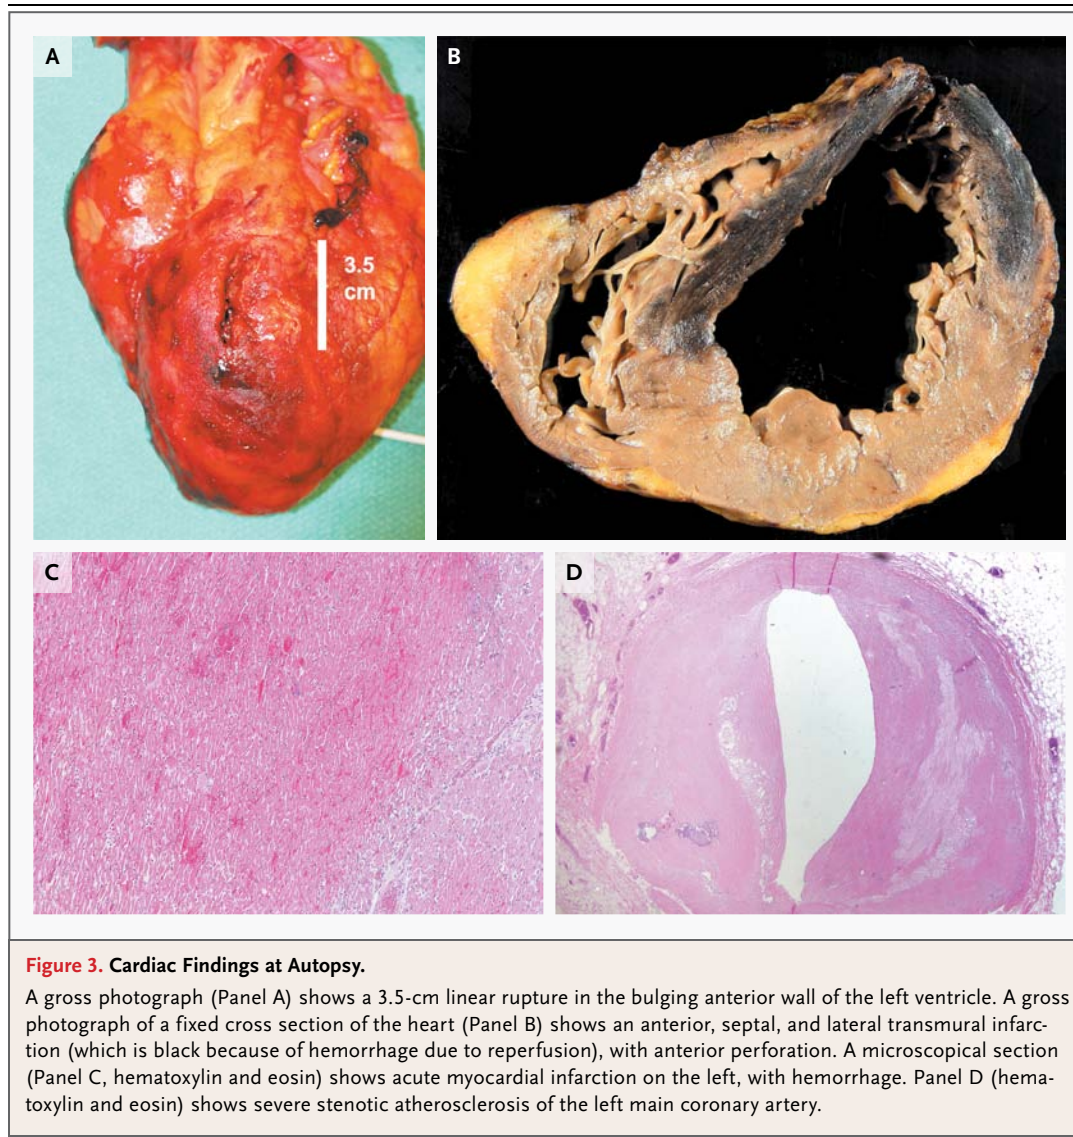 A
B
3.5
cm
C
D
Figure 3. Cardiac Findings at Autopsy.
A gross photograph (Panel A) shows a 3.5-cm linear rupture in the bulging anterior wall of the left ventricle. A gross
photograph of a fixed cross section of the heart (Panel B) shows an anterior, septal, and lateral transmural infarc-
tion (which is black because of hemorrhage due to reperfusion), with anterior perforation. A microscopical section
(Panel C, hematoxylin and eosin) shows acute myocardial infarction on the left, with hemorrhage. Panel D (hema-
toxylin and eosin) shows severe stenotic atherosclerosis of the left main coronary artery.